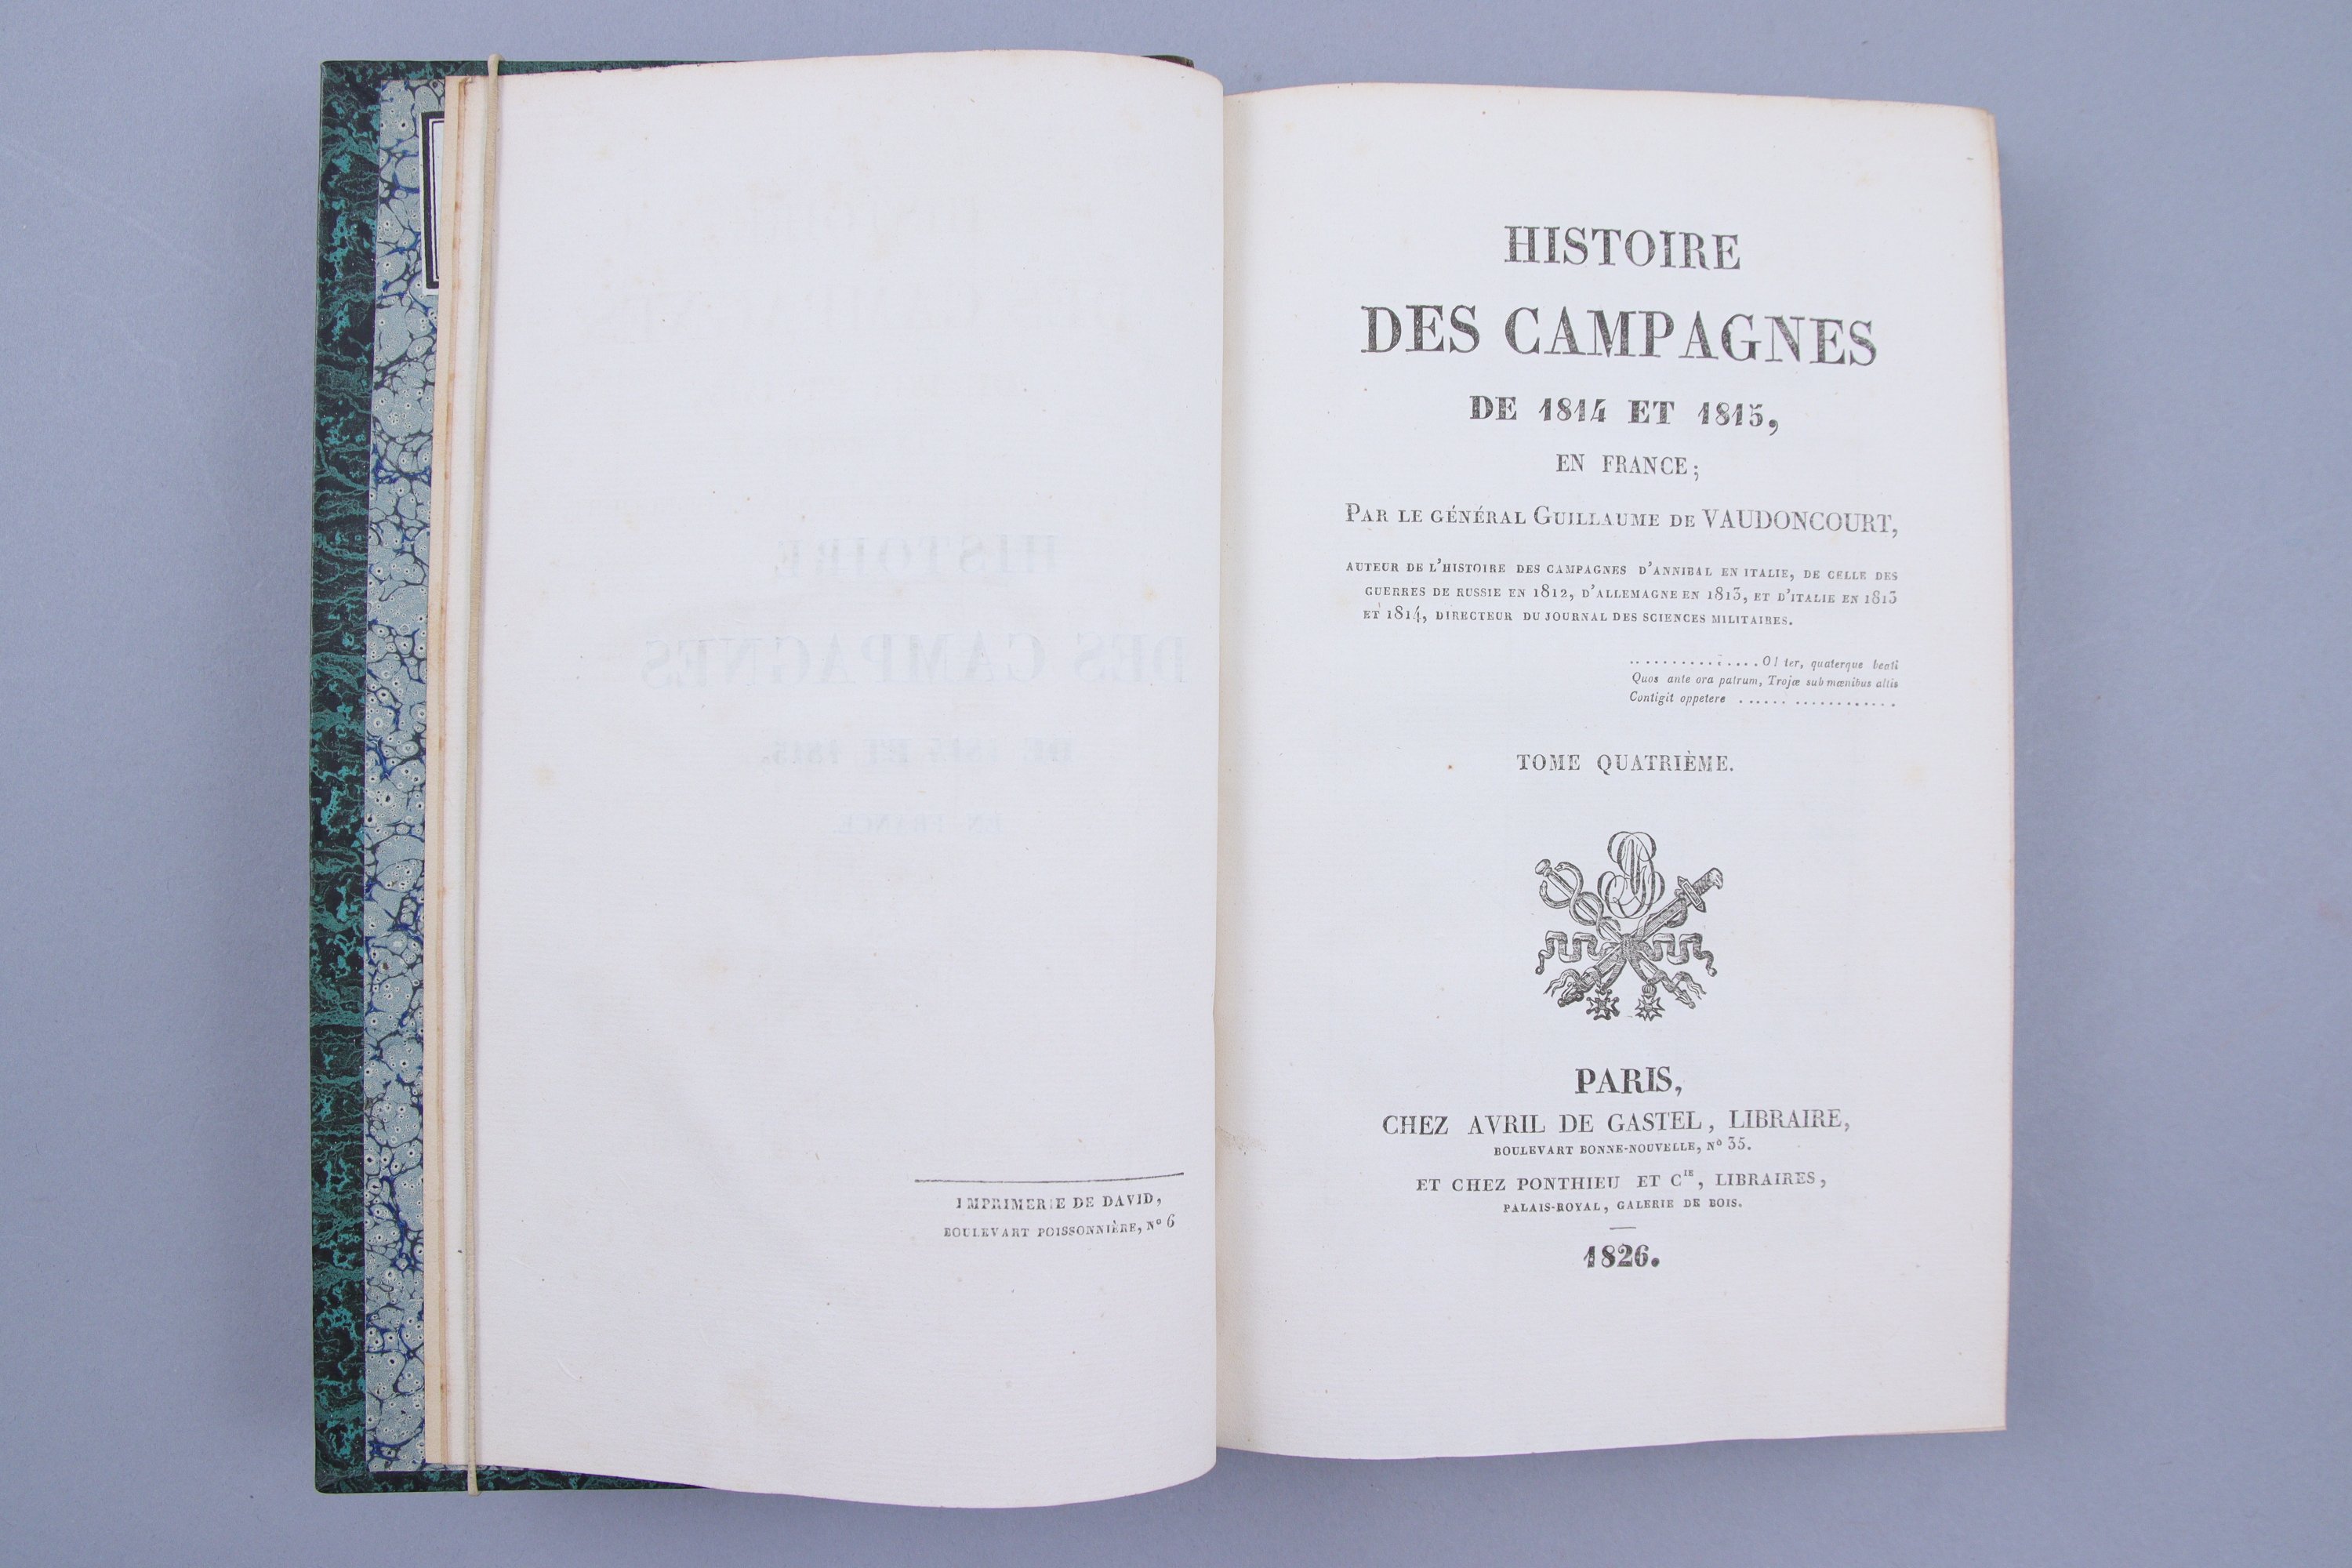 IMPRIMERIE DE DAVID,
BOULEVART POISSONNIÈRE, Nº 6
HISTOIRE
DES CAMPAGNES
DE 1814 ET 1815,
EN FRANCE;
PAR LE GÉNÉRAL GUILLAUME DE VAUDONCOURT,
AUTEUR DE L'HISTOIRE DES CAMPAGNES D'ANNIBAL EN ITALIE, DE CELLE DES
GUERRES DE RUSSIE EN 1812, D'ALLEMAGNE EN 1813, ET D'ITALIE EN 1813
ET 1814, DIRECTEUR DU JOURNAL DES SCIENCES MILITAIRES.
................O! ter, quaterque beati
Quos ante ora patrum, Trojæ sub mœnibus altis
Contigit oppetere ..................
TOME QUATRIÈME.
PARIS,
CHEZ AVRIL DE GASTEL, LIBRAIRE,
BOULEVART BONNE-NOUVELLE, Nº 35.
ET CHEZ PONTHIEU ET CIE, LIBRAIRES,
PALAIS-ROYAL, GALERIE DE BOIS.
1826.